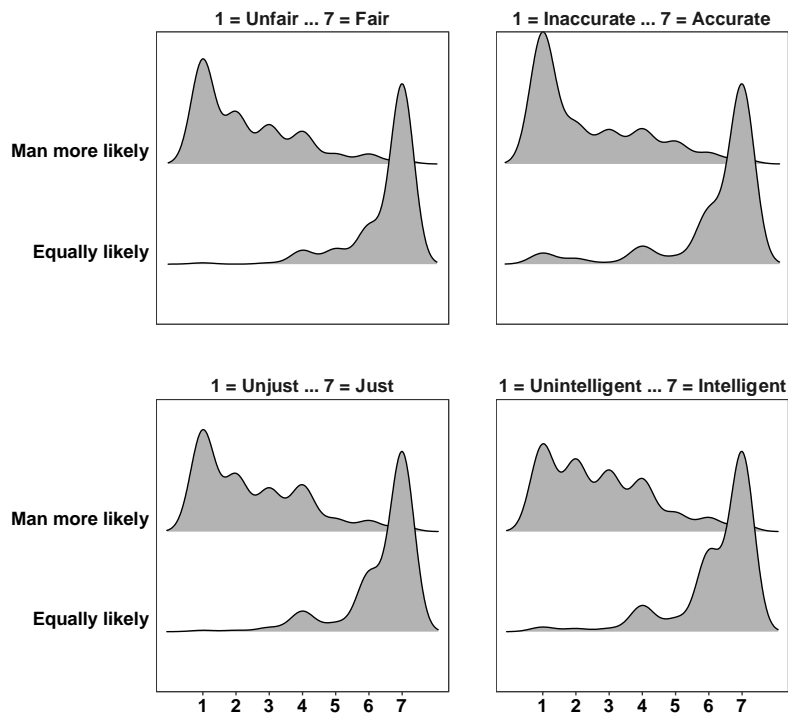 1 = Unfair ... 7 = Fair
1 = Inaccurate ... 7 = Accurate
Man more likely
Equally likely
1 = Unjust ... 7 = Just
1 = Unintelligent ... 7 = Intelligent
Man more likely
Equally likely
1 2 3 4 5 6 7
1 2 3 4 5 6 7